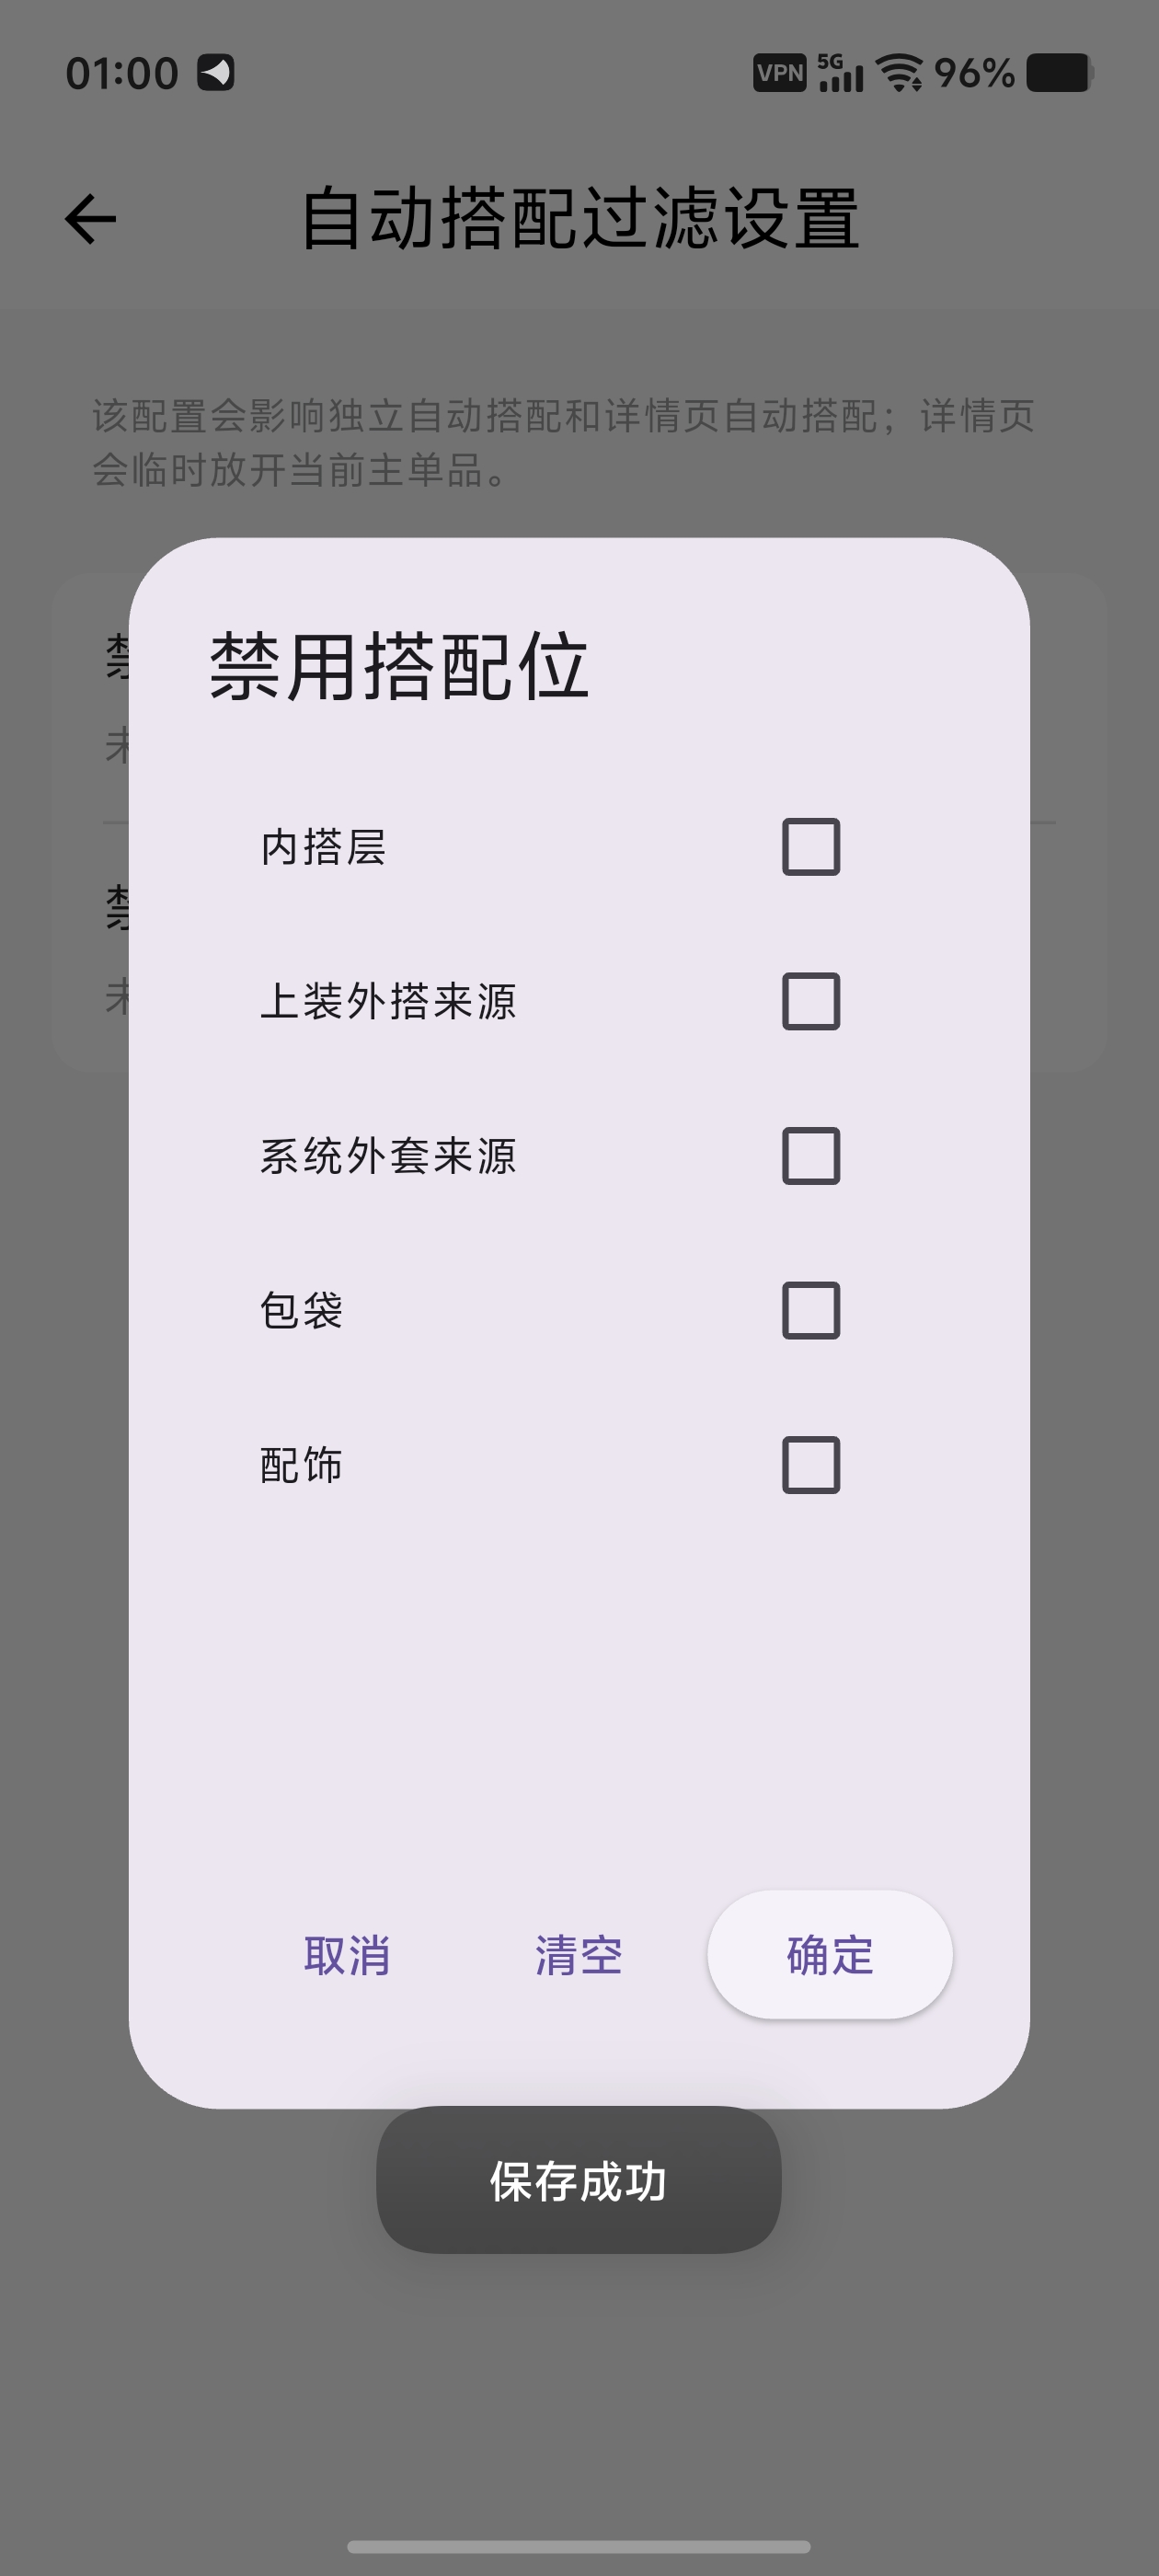 01:00 VPN 5G 96%
自动搭配过滤设置
该配置会影响独立自动搭配和详情页自动搭配；详情页
会临时放开当前主单品。
禁用搭配位
内搭层
上装外搭来源
系统外套来源
包袋
配饰
取消 清空 确定
保存成功